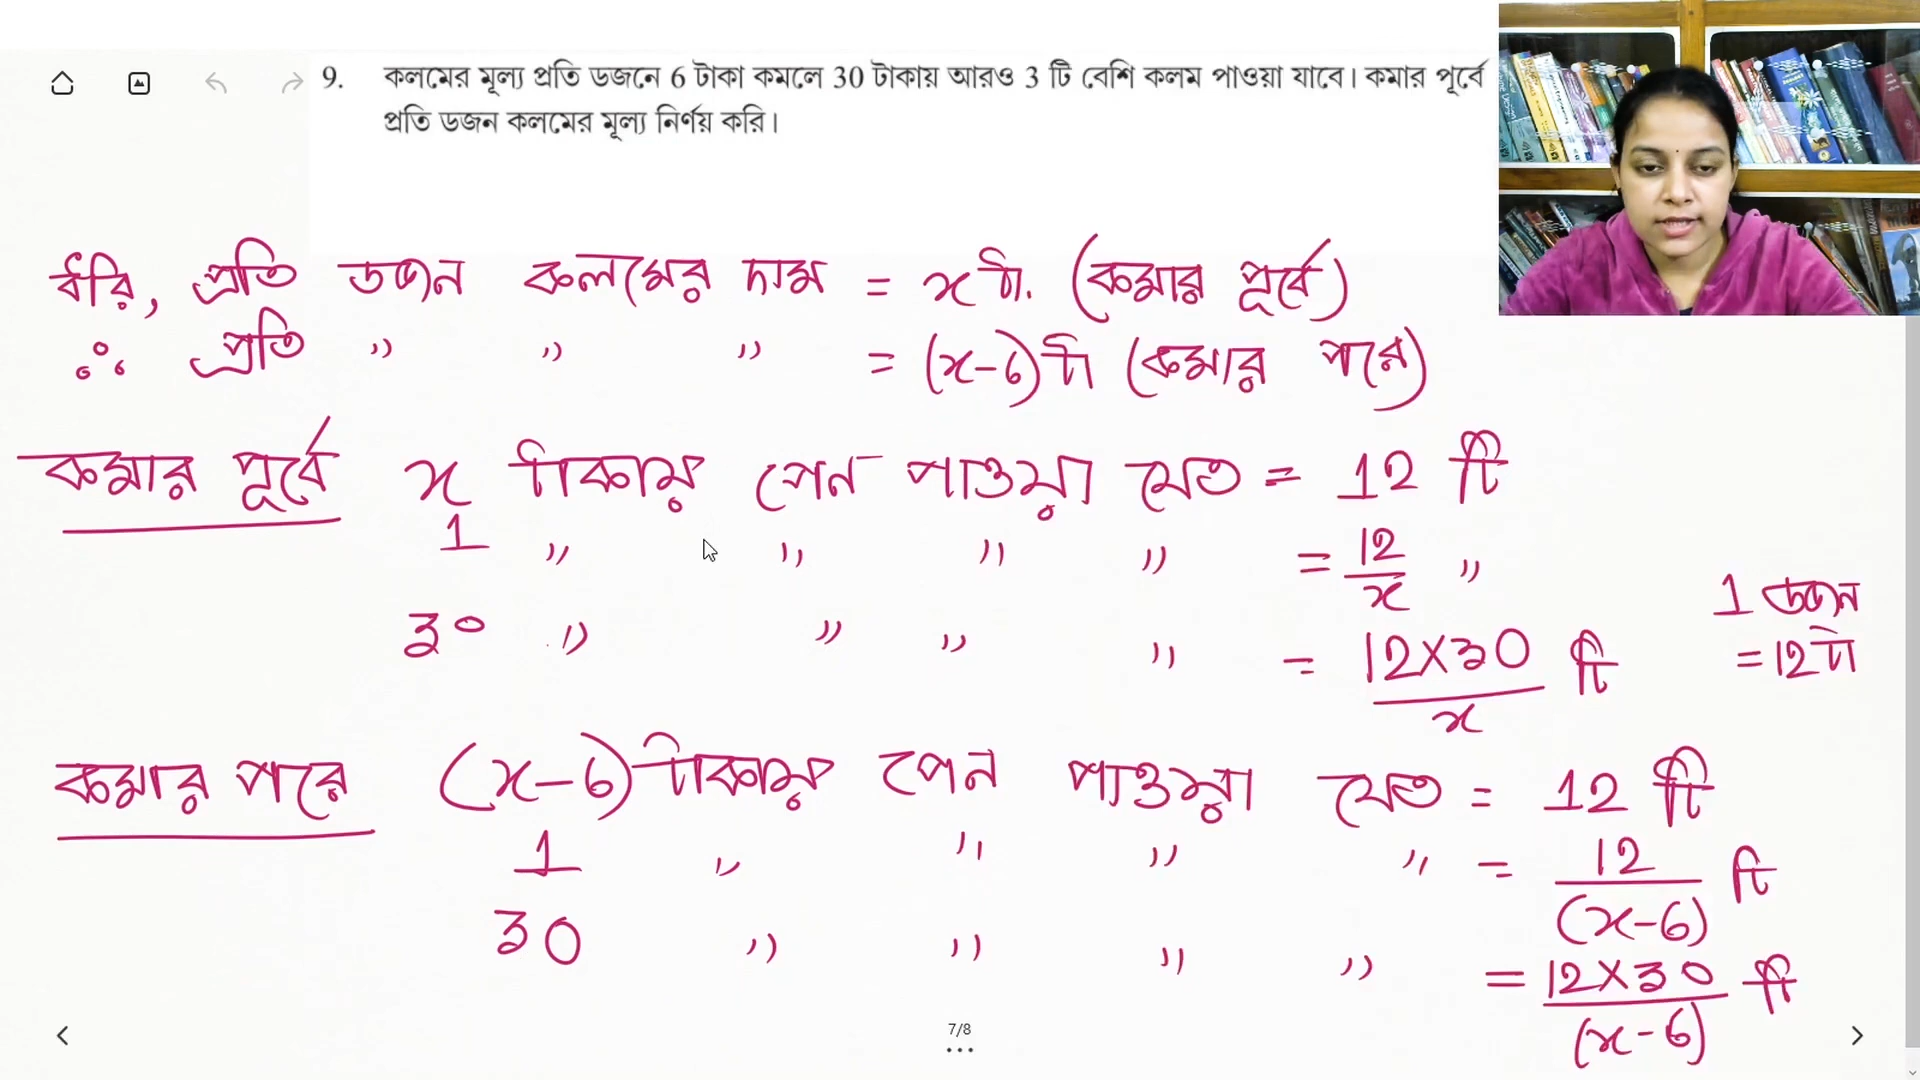 9. কলমের মূল্য প্রতি ডজনে 6 টাকা কমলে 30 টাকায় আরও 3 টি বেশি কলম পাওয়া যাবে। কমার পূর্বে
প্রতি ডজন কলমের মূল্য নির্ণয় করি।
ধরি, প্রতি ডজন কলমের দাম = x টা. (কমার পূর্বে)
∴ প্রতি " " " = (x-6) টা (কমার পরে)
কমার পূর্বে x টাকায় পেন পাওয়া যেত = 12 টি
1 " " " " = 12/x "
30 " " " " = 12×30/x টি
1 ডজন
= 12 টা
কমার পরে (x-6) টাকায় পেন পাওয়া যেত = 12 টি
1 " " " " = 12/(x-6) টি
30 " " " " = 12×30/(x-6) টি
7/8